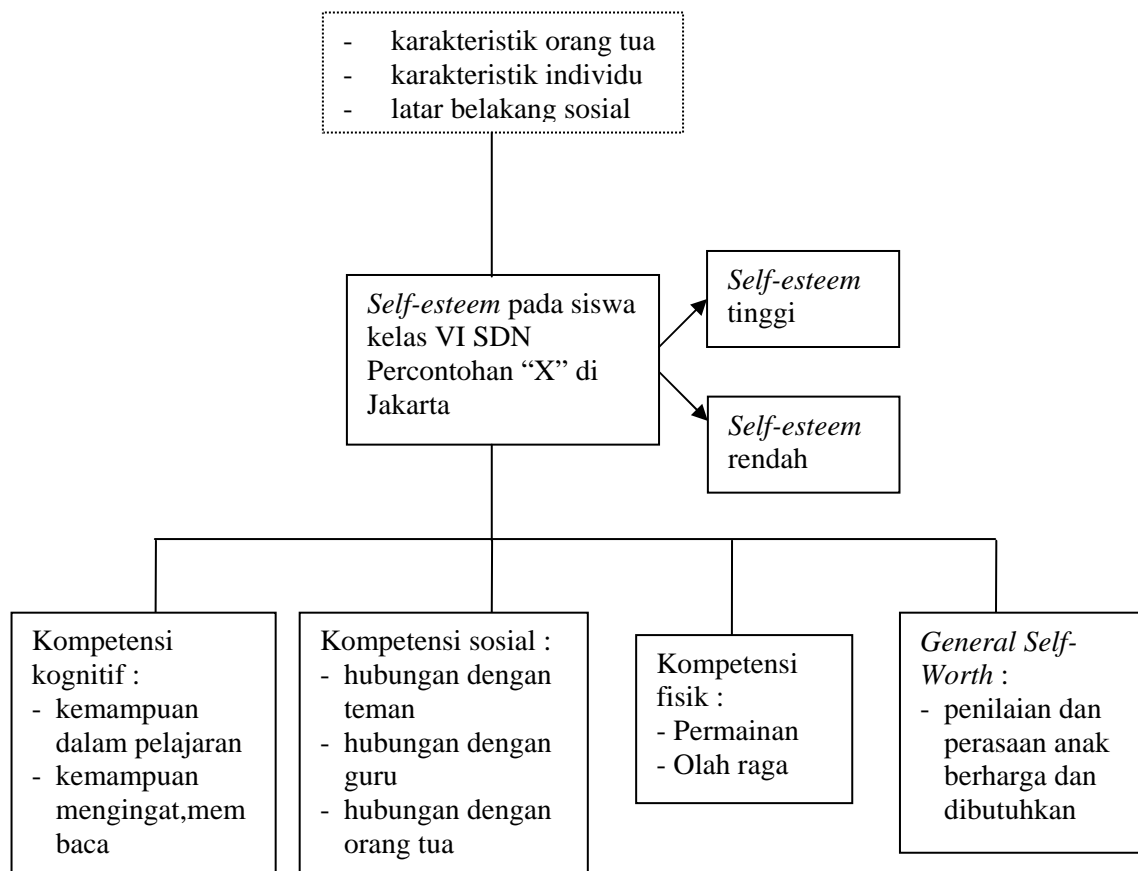 - karakteristik orang tua
- karakteristik individu
- latar belakang sosial
Self-esteem pada siswa
kelas VI SDN
Percontohan “X” di
Jakarta
Self-esteem
tinggi
Self-esteem
rendah
Kompetensi
kognitif :
- kemampuan
dalam pelajaran
- kemampuan
mengingat,mem
baca
Kompetensi sosial :
- hubungan dengan
teman
- hubungan dengan
guru
- hubungan dengan
orang tua
Kompetensi
fisik :
- Permainan
- Olah raga
General Self-
Worth :
- penilaian dan
perasaan anak
berharga dan
dibutuhkan